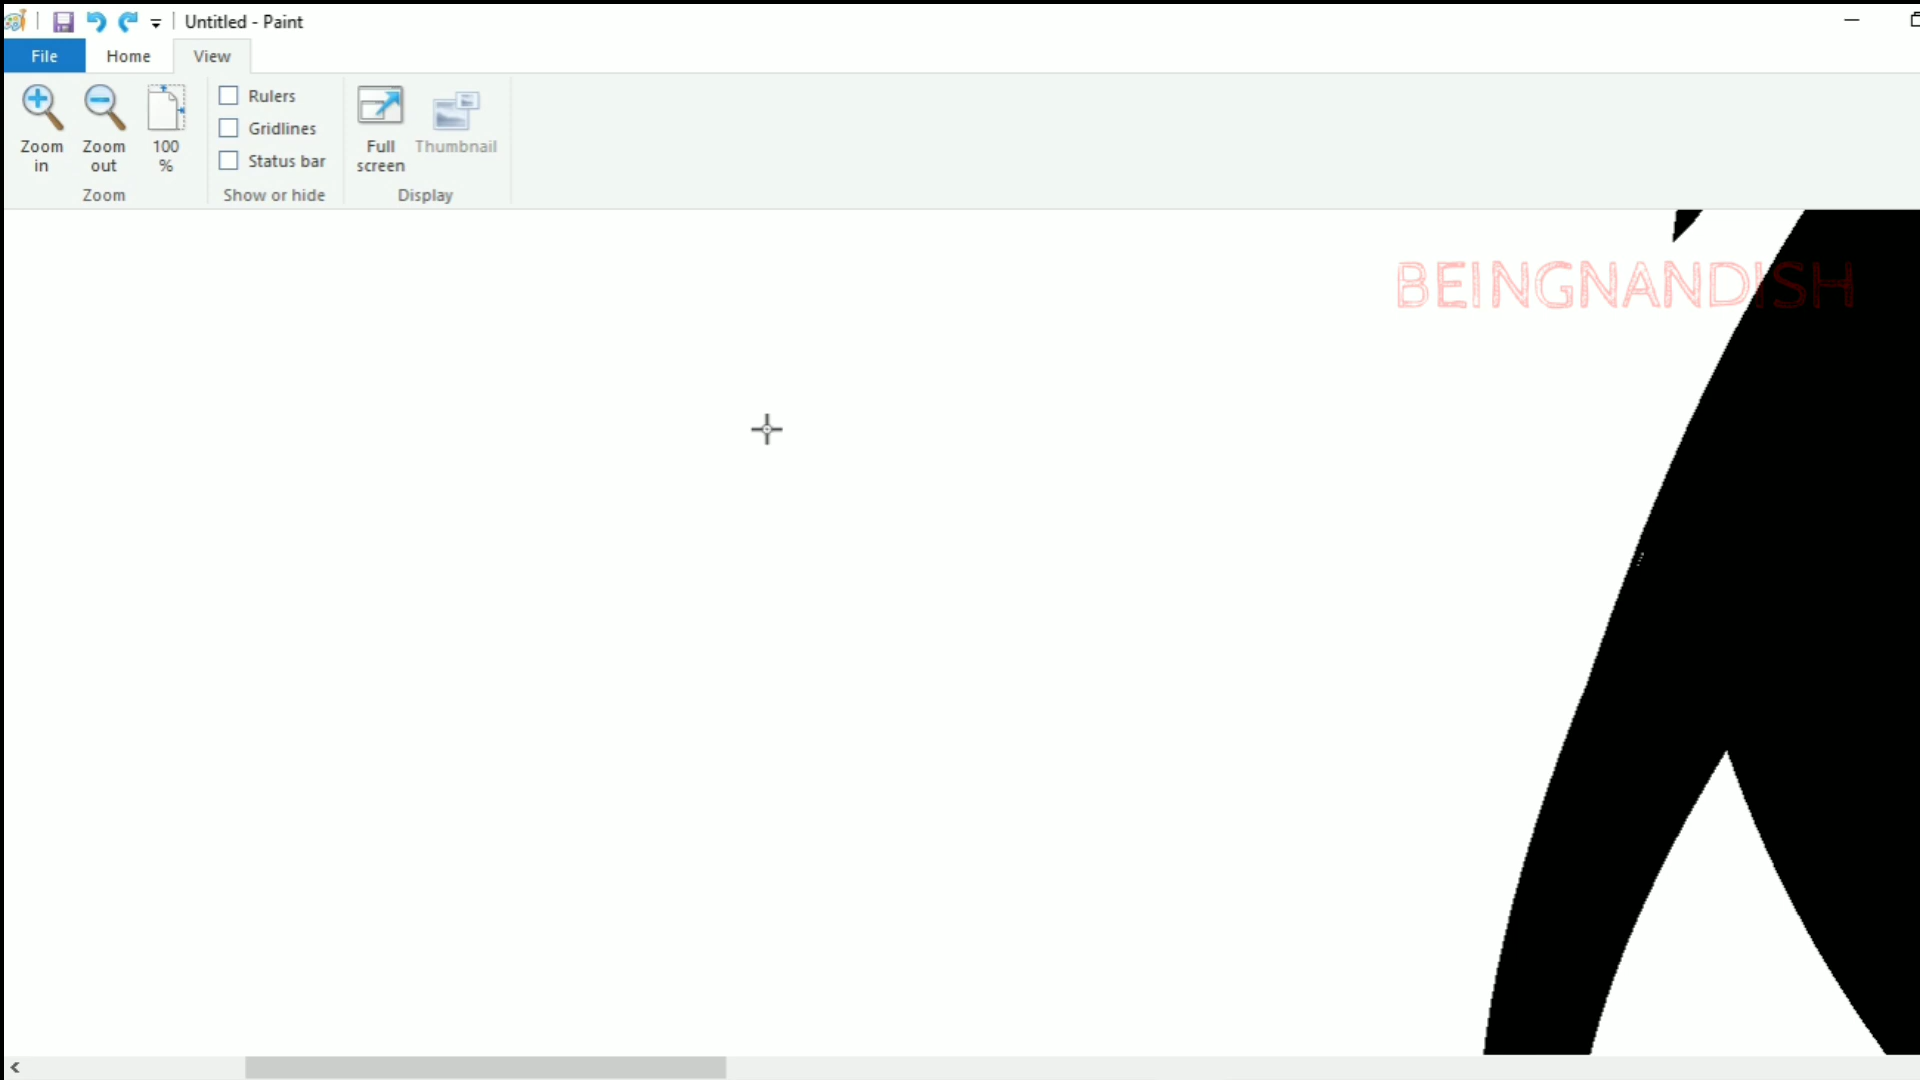 Untitled - Paint
File Home View
Zoom in
Zoom out
100 %
Zoom
Rulers
Gridlines
Status bar
Show or hide
Full screen
Thumbnail
Display
BEINGNANDISH